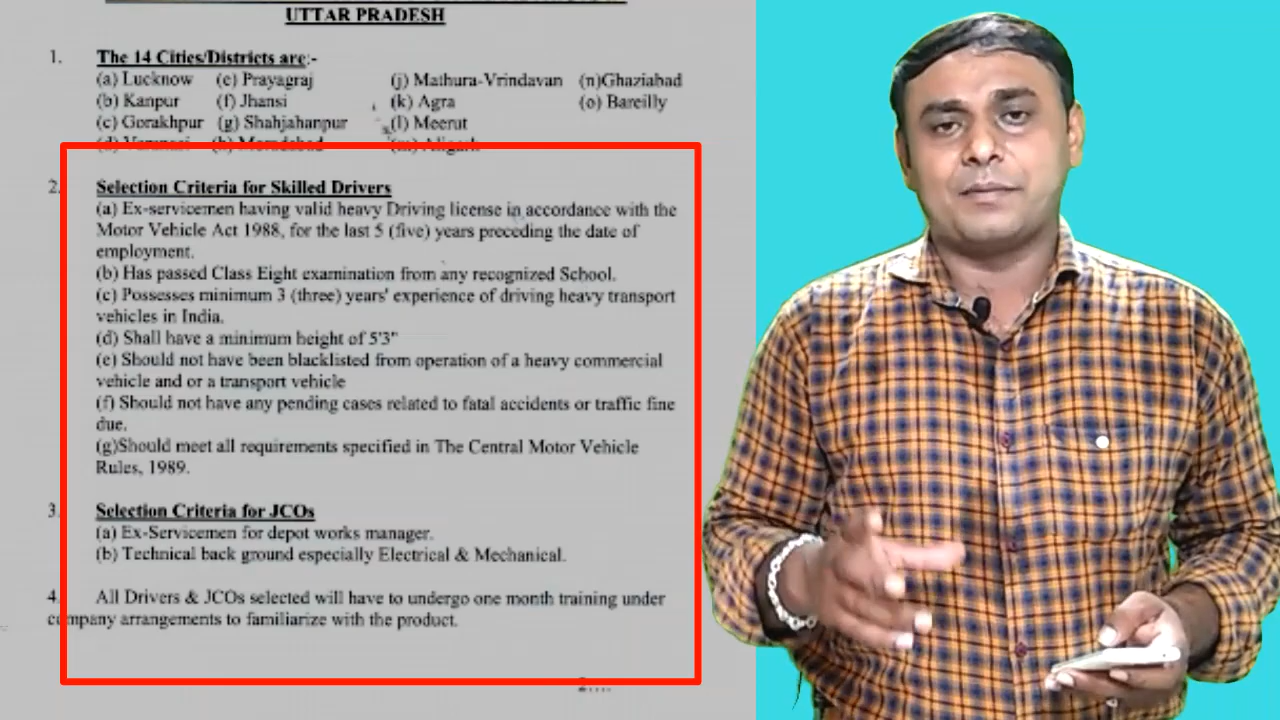 UTTAR PRADESH
1. The 14 Cities/Districts are:-
(a) Lucknow (e) Prayagraj (j) Mathura-Vrindavan (n)Ghaziabad
(b) Kanpur (f) Jhansi (k) Agra (o) Bareilly
(c) Gorakhpur (g) Shahjahanpur (l) Meerut
(d) Varanasi (h) Moradabad (m) Aligarh
2. Selection Criteria for Skilled Drivers
(a) Ex-servicemen having valid heavy Driving license in accordance with the
Motor Vehicle Act 1988, for the last 5 (five) years preceding the date of
employment.
(b) Has passed Class Eight examination from any recognized School.
(c) Possesses minimum 3 (three) years' experience of driving heavy transport
vehicles in India.
(d) Shall have a minimum height of 5'3"
(e) Should not have been blacklisted from operation of a heavy commercial
vehicle and or a transport vehicle
(f) Should not have any pending cases related to fatal accidents or traffic fine
due.
(g)Should meet all requirements specified in The Central Motor Vehicle
Rules, 1989.
3. Selection Criteria for JCOs
(a) Ex-Servicemen for depot works manager.
(b) Technical back ground especially Electrical & Mechanical.
4. All Drivers & JCOs selected will have to undergo one month training under
company arrangements to familiarize with the product.